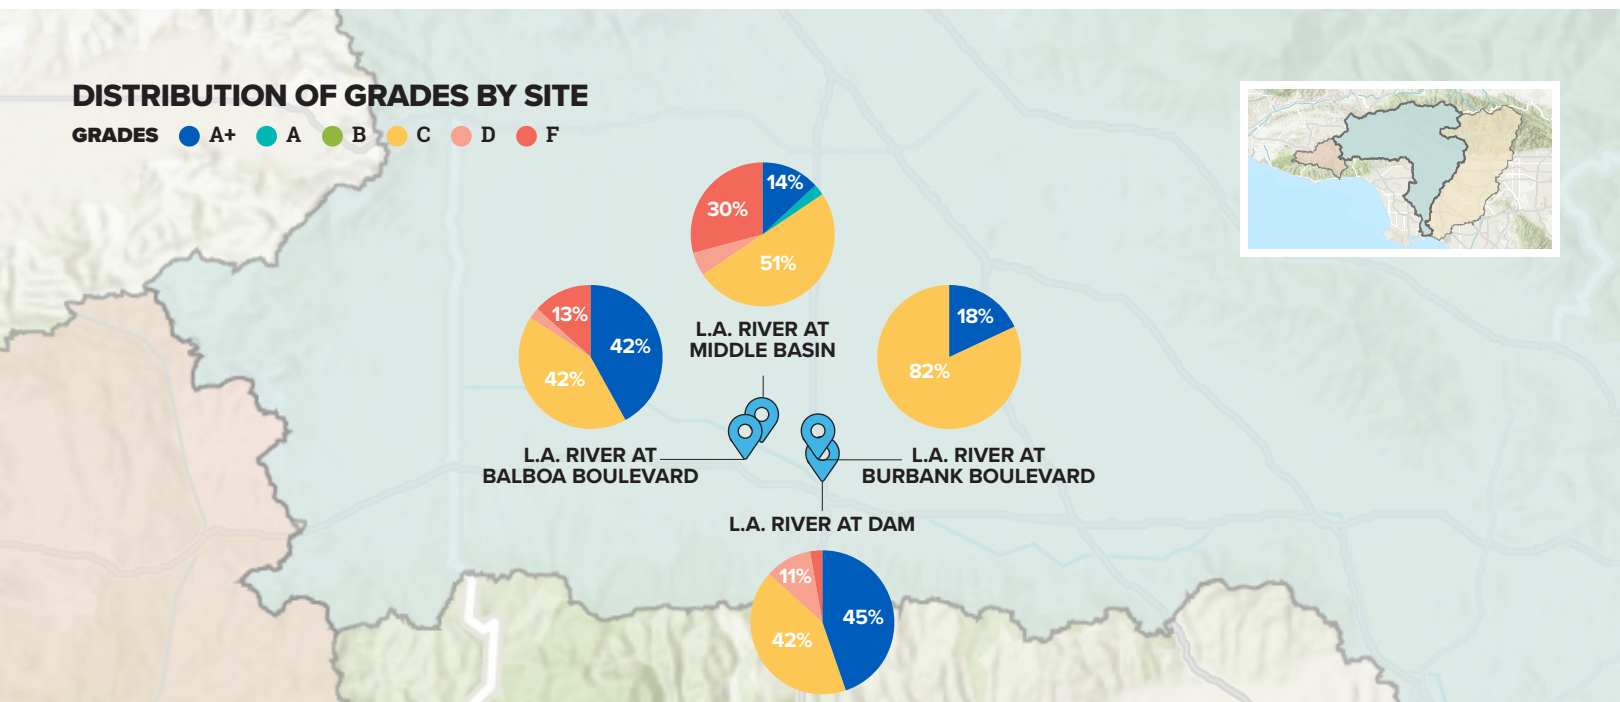 DISTRIBUTION OF GRADES BY SITE
GRADES A+ A B C D F
14%
30%
51%
L.A. RIVER AT
MIDDLE BASIN
13%
42%
42%
L.A. RIVER AT
BALBOA BOULEVARD
18%
82%
L.A. RIVER AT
BURBANK BOULEVARD
L.A. RIVER AT DAM
11%
45%
42%